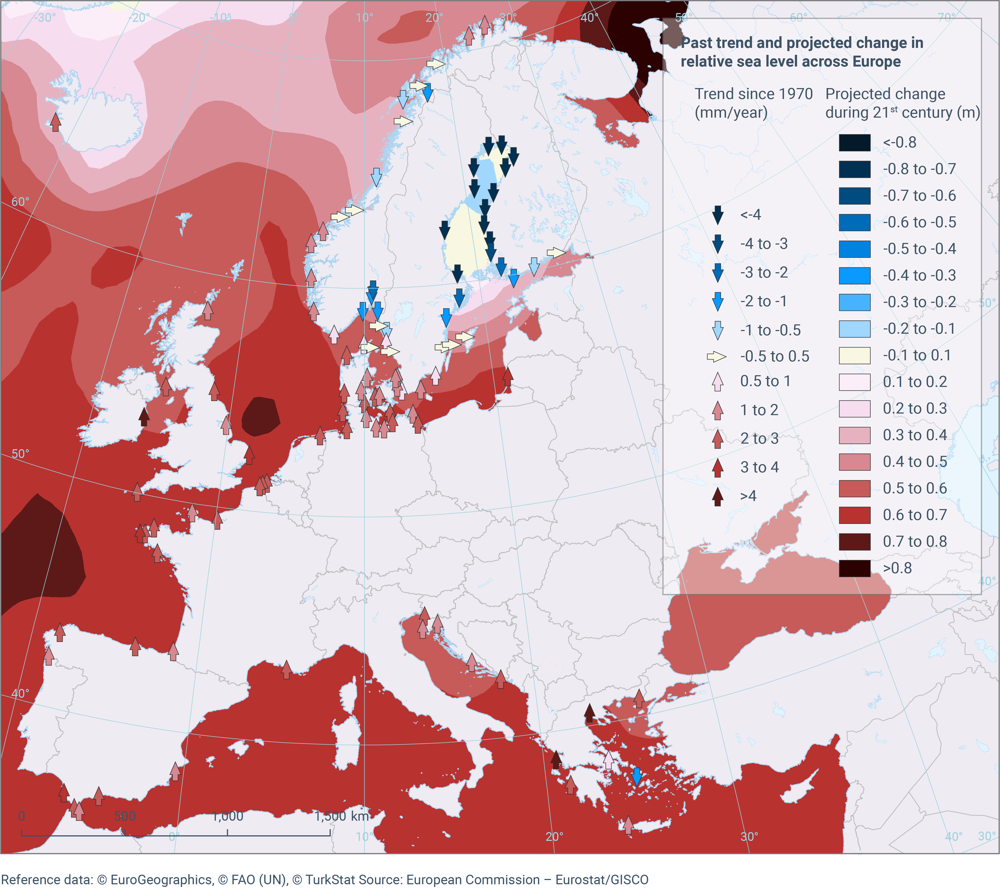 -30°
-20°
-10°
0°
10°
20°
30°
40°
50°
60°
70°
Past trend and projected change in
relative sea level across Europe
Trend since 1970
(mm/year)
<-4
-4 to -3
-3 to -2
-2 to -1
-1 to -0.5
-0.5 to 0.5
0.5 to 1
1 to 2
2 to 3
3 to 4
>4
Projected change
during 21st century (m)
<-0.8
-0.8 to -0.7
-0.7 to -0.6
-0.6 to -0.5
-0.5 to -0.4
-0.4 to -0.3
-0.3 to -0.2
-0.2 to -0.1
-0.1 to 0.1
0.1 to 0.2
0.2 to 0.3
0.3 to 0.4
0.4 to 0.5
0.5 to 0.6
0.6 to 0.7
0.7 to 0.8
>0.8
60°
50°
50°
40°
40°
0 500 1,000 1,500 km
0°
10°
20°
30°
40°
30°
Reference data: © EuroGeographics, © FAO (UN), © TurkStat Source: European Commission – Eurostat/GISCO